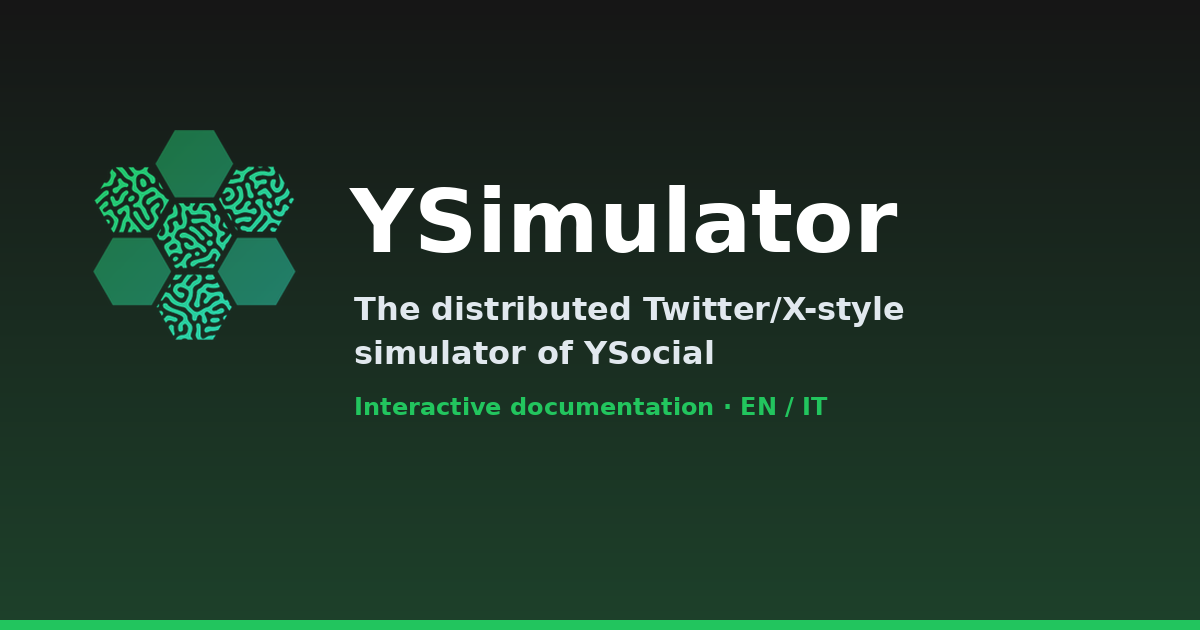 YSimulator
The distributed Twitter/X-style
simulator of YSocial
Interactive documentation · EN / IT